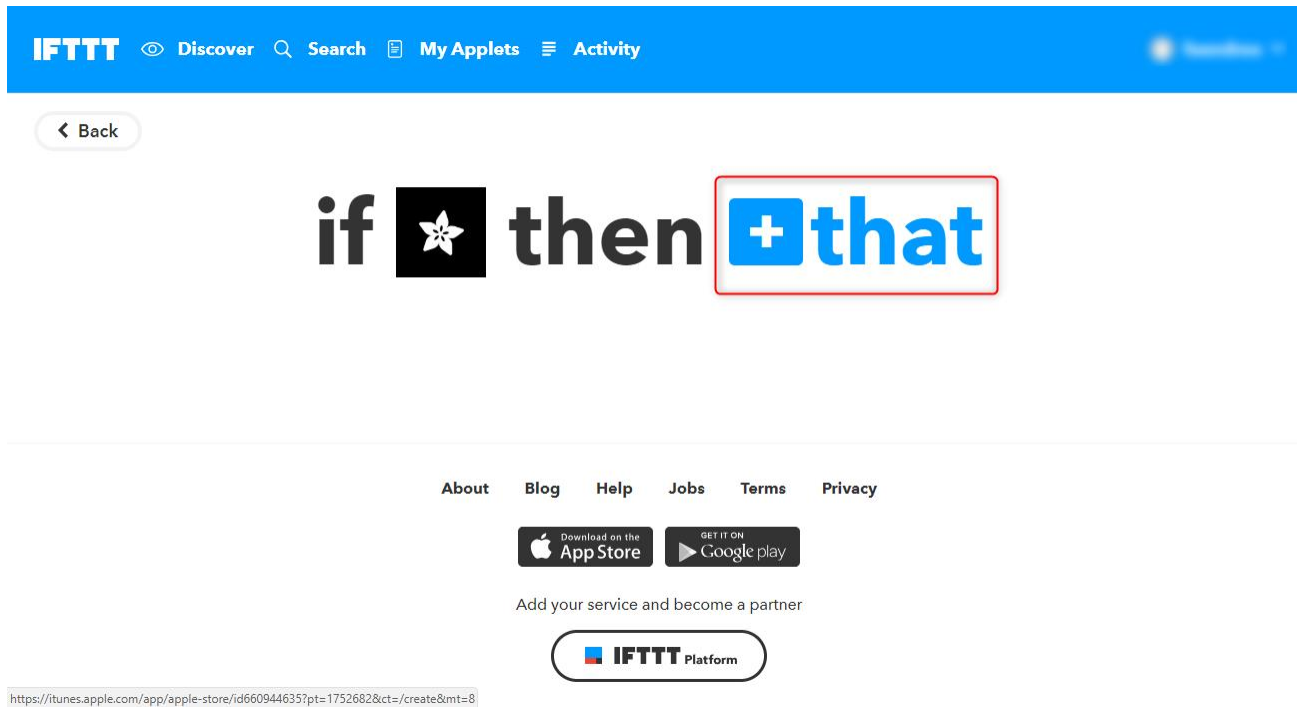 IFTTT Discover Search My Applets Activity
Back
if then that
About Blog Help Jobs Terms Privacy
Download on the
App Store
GET IT ON
Google play
Add your service and become a partner
IFTTT Platform
https://itunes.apple.com/app/apple-store/id660944635?pt=1752682&ct=/create&mt=8